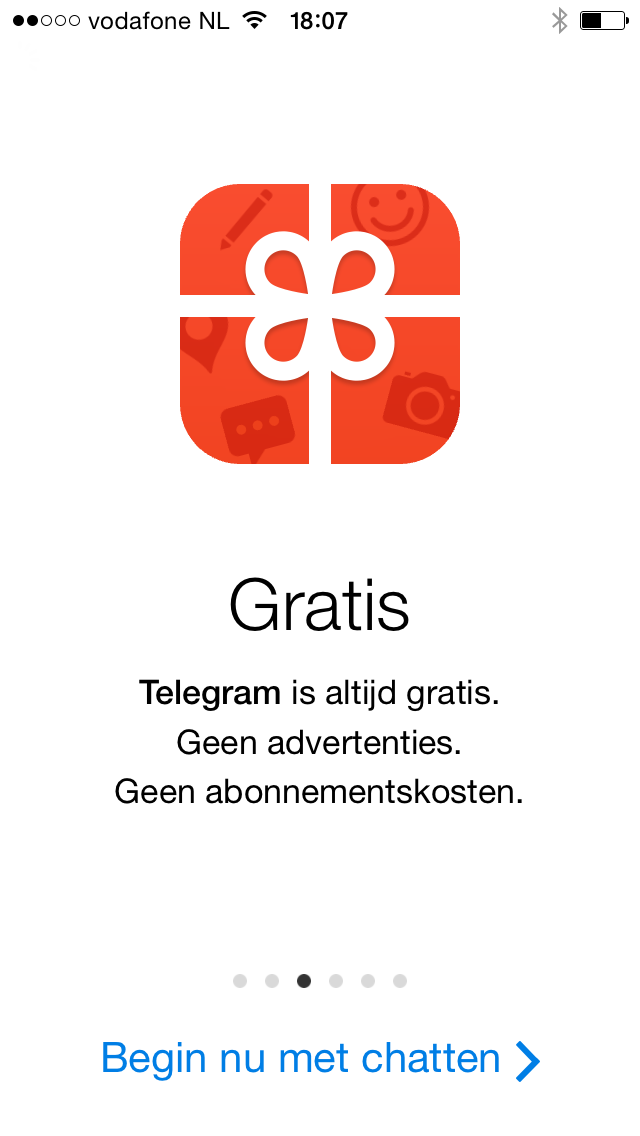 vodafone NL 18:07
Gratis
Telegram is altijd gratis.
Geen advertenties.
Geen abonnementskosten.
Begin nu met chatten